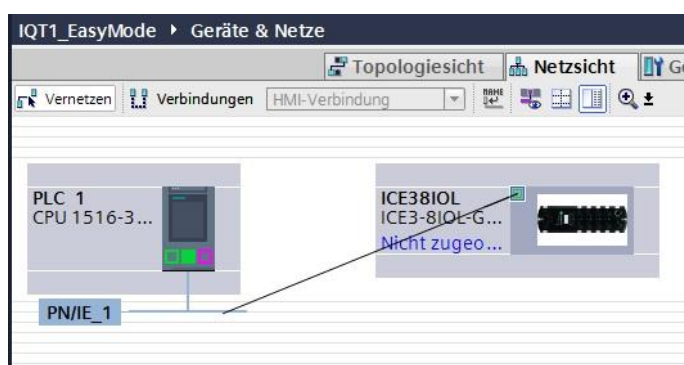 IQT1_EasyMode ▸ Geräte & Netze
Topologiesicht Netzsicht G
Vernetzen Verbindungen HMI-Verbindung
PLC_1
CPU 1516-3...
ICE38IOL
ICE3-8IOL-G...
Nicht zugeo...
PN/IE_1